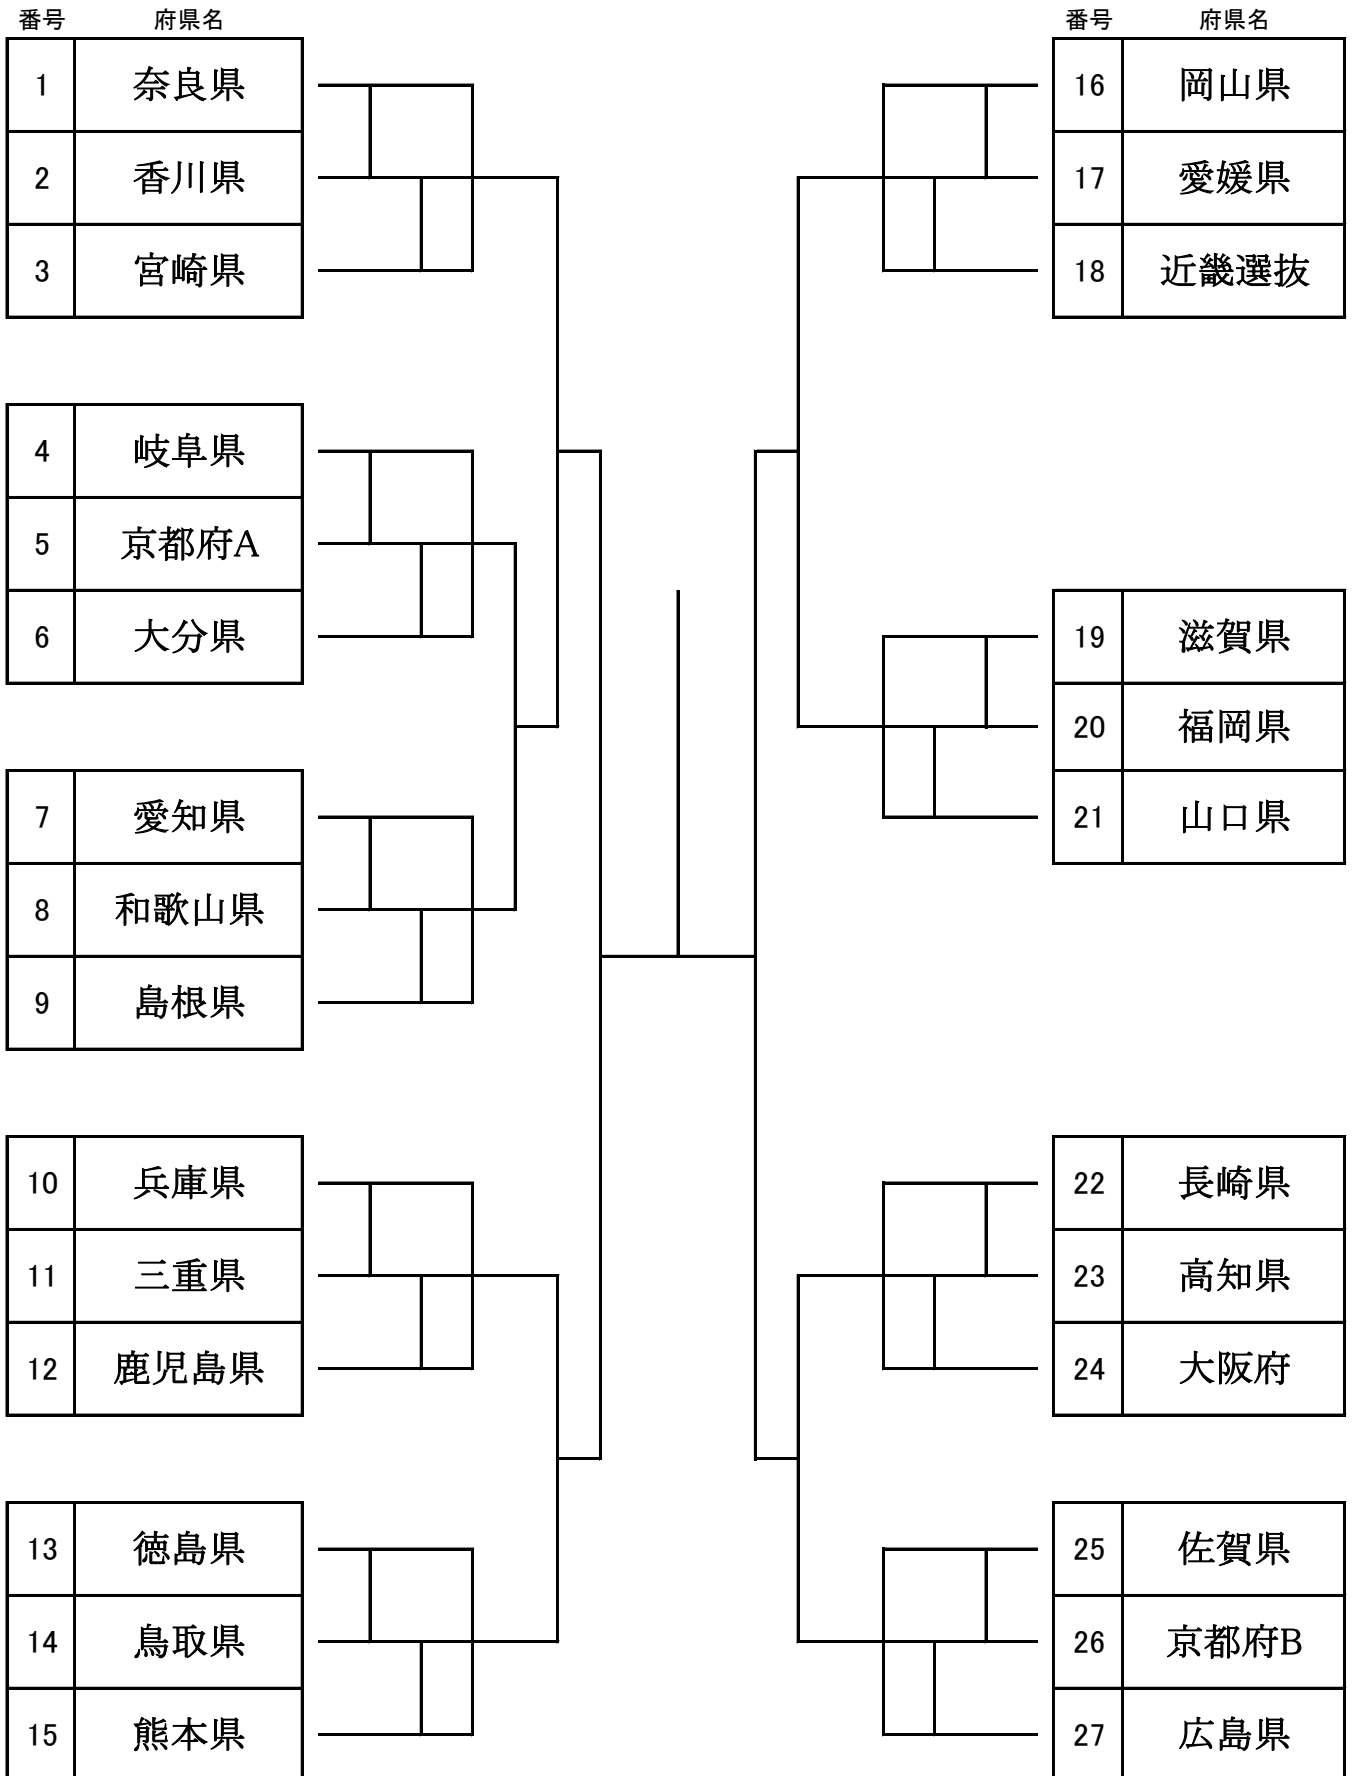 番号 府県名
1 奈良県
2 香川県
3 宮崎県
4 岐阜県
5 京都府A
6 大分県
7 愛知県
8 和歌山県
9 島根県
10 兵庫県
11 三重県
12 鹿児島県
13 徳島県
14 鳥取県
15 熊本県
番号 府県名
16 岡山県
17 愛媛県
18 近畿選抜
19 滋賀県
20 福岡県
21 山口県
22 長崎県
23 高知県
24 大阪府
25 佐賀県
26 京都府B
27 広島県